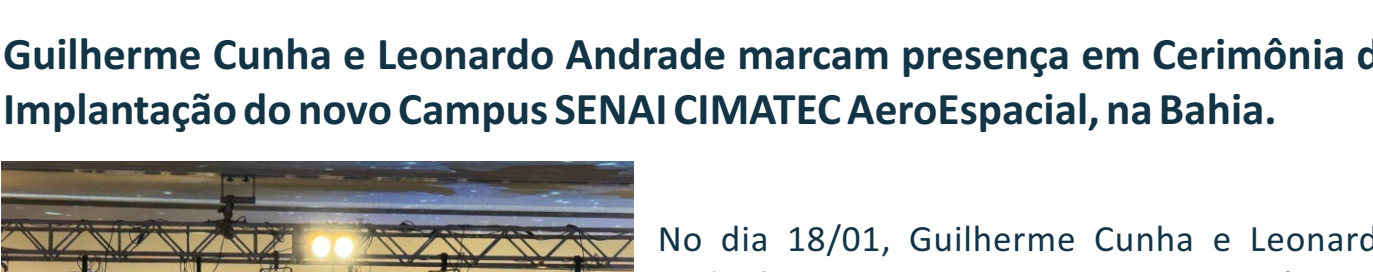 Guilherme Cunha e Leonardo Andrade marcam presença em Cerimônia d
Implantação do novo Campus SENAI CIMATEC AeroEspacial, na Bahia.
No dia 18/01, Guilherme Cunha e Leonard